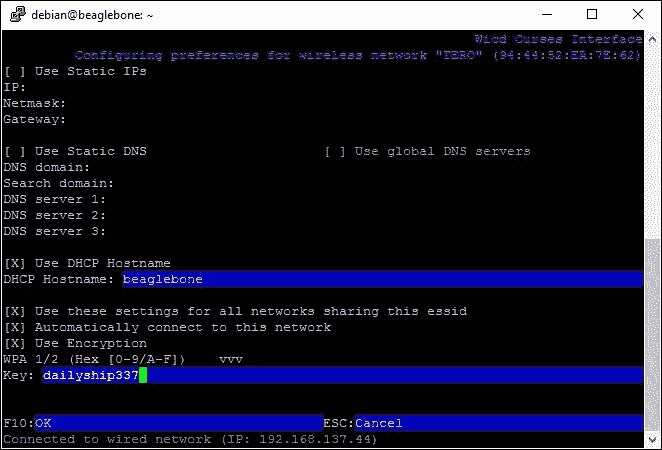 debian@beaglebone: ~
Wicd Curses Interface
Configuring preferences for wireless network "TERO" (94:44:52:EA:7E:62)
[ ] Use Static IPs
IP:
Netmask:
Gateway:
[ ] Use Static DNS [ ] Use global DNS servers
DNS domain:
Search domain:
DNS server 1:
DNS server 2:
DNS server 3:
[X] Use DHCP Hostname
DHCP Hostname: beaglebone
[X] Use these settings for all networks sharing this essid
[X] Automatically connect to this network
[X] Use Encryption
WPA 1/2 (Hex [0-9/A-F]) vvv
Key: dailyship337
F10:OK ESC:Cancel
Connected to wired network (IP: 192.168.137.44)